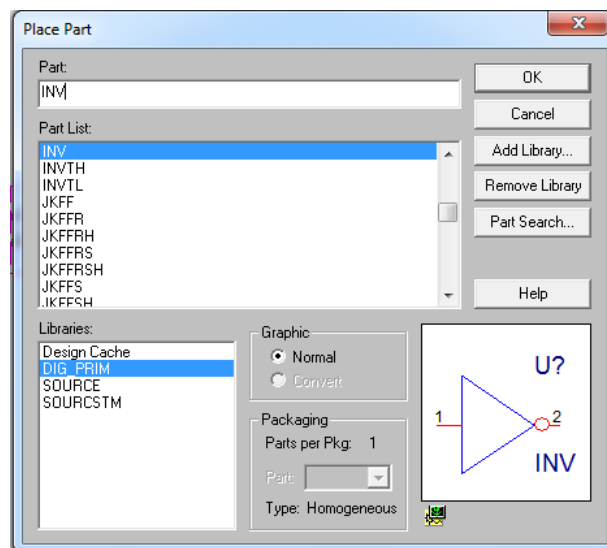 Place Part
Part:
INV
OK
Cancel
Part List:
INV
INVTH
INVTL
JKFF
JKFFR
JKFFRH
JKFFRS
JKFFRSH
JKFFS
JKFFSH
Add Library...
Remove Library
Part Search...
Help
Libraries:
Design Cache
DIG_PRIM
SOURCE
SOURCSTM
Graphic
Normal
Convert
Packaging
Parts per Pkg: 1
Part:
Type: Homogeneous
U?
1
2
INV